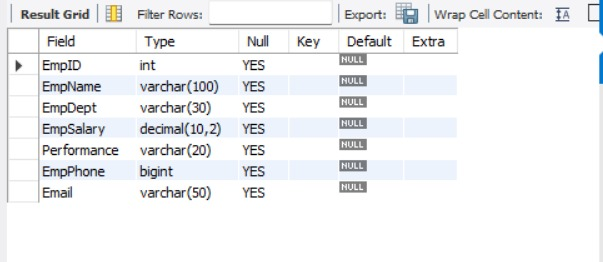 Result Grid Filter Rows: Export: Wrap Cell Content: IA
Field Type Null Key Default Extra
EmpID int YES NULL
EmpName varchar(100) YES NULL
EmpDept varchar(30) YES NULL
EmpSalary decimal(10,2) YES NULL
Performance varchar(20) YES NULL
EmpPhone bigint YES NULL
Email varchar(50) YES NULL